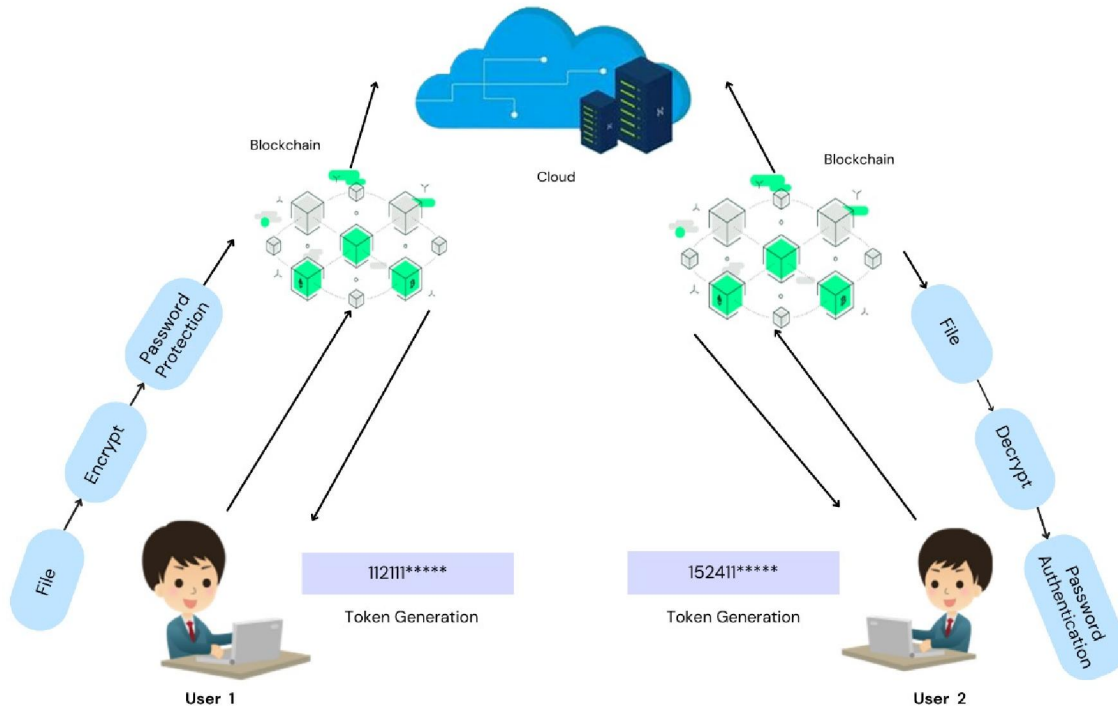 Blockchain
Cloud
Blockchain
Password
Protection
Encrypt
File
File
Decrypt
Password
Authentication
112111*****
Token Generation
152411*****
Token Generation
User 1
User 2